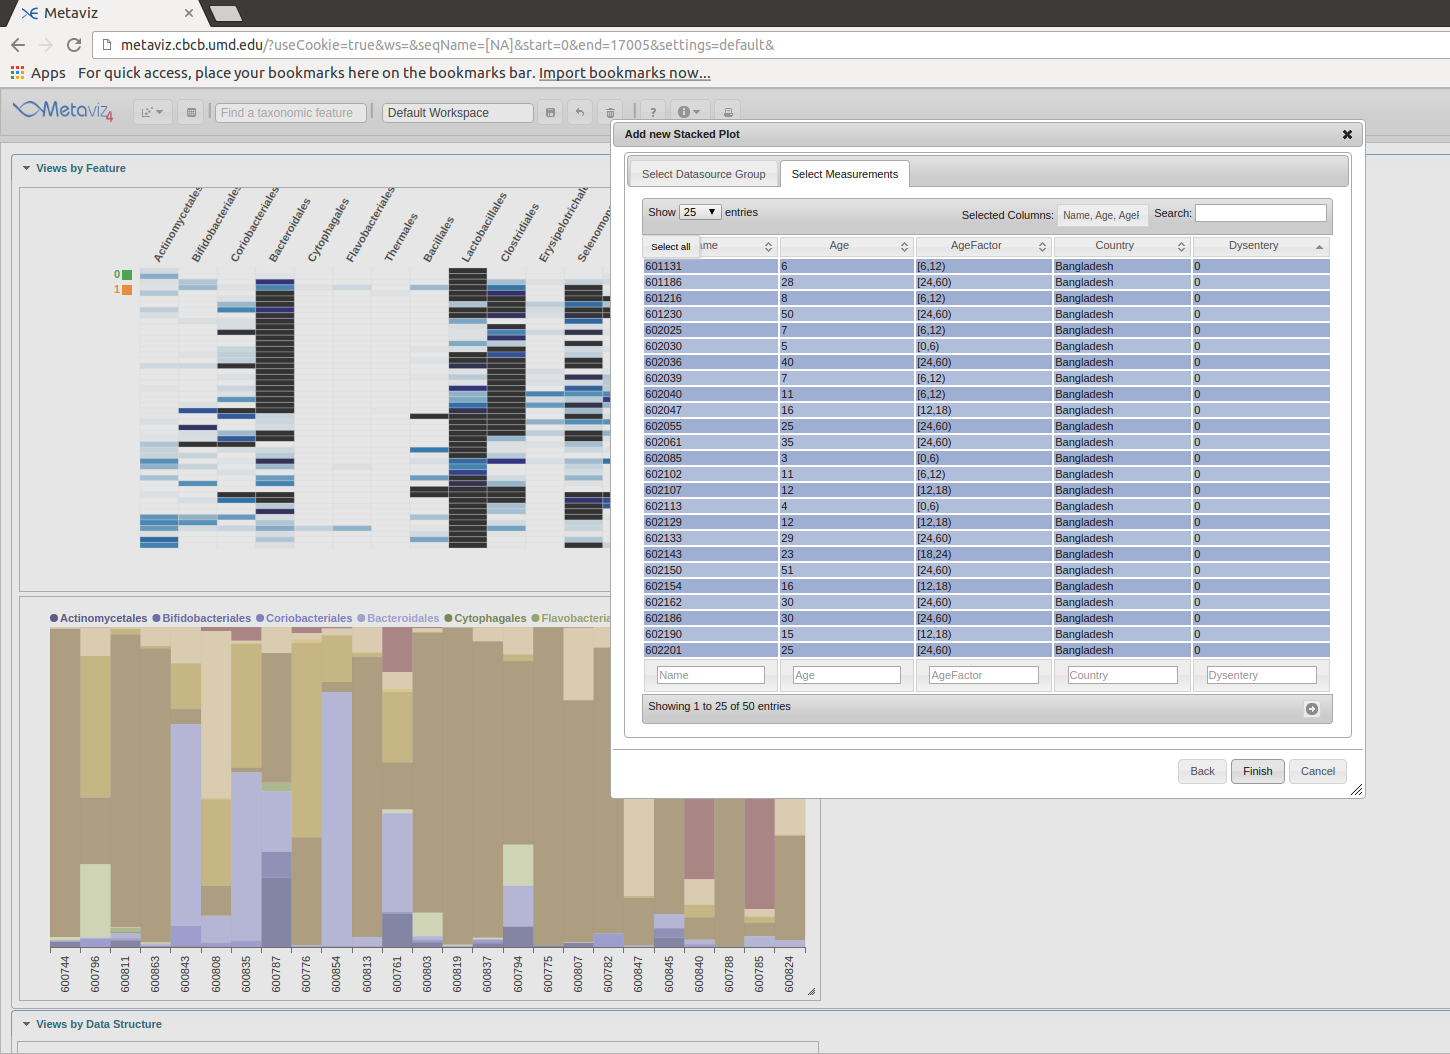 Metaviz
metaviz.cbcb.umd.edu/?useCookie=true&ws=&seqName=[NA]&start=0&end=17005&settings=default&
Apps For quick access, place your bookmarks here on the bookmarks bar. Import bookmarks now...
Metaviz 4 Find a taxonomic feature Default Workspace ? i
Views by Feature
Actinomycetales
Bifidobacteriales
Coriobacteriales
Bacteroidales
Cytophagales
Flavobacteriales
Thermales
Bacillales
Lactobacillales
Clostridiales
0
1
Actinomycetales Bifidobacteriales Coriobacteriales Bacteroidales Cytophagales
600744 600796 600811 600863 600843 600808 600835 600787 600776 600854 600813 600761 600803 600819 600837 600794 600775 600807 600782 600847 600845 600840 600788 600785 600824
Views by Data Structure
Add new Stacked Plot
Select Datasource Group Select Measurements
Show 25 entries Selected Columns: Name, Age, AgeF Search:
Select all ame Age AgeFactor Country Dysentery
601131 6 [6,12) Bangladesh 0
601186 28 [24,60) Bangladesh 0
601216 8 [6,12) Bangladesh 0
601230 50 [24,60) Bangladesh 0
602025 7 [6,12) Bangladesh 0
602030 5 [0,6) Bangladesh 0
602036 40 [24,60) Bangladesh 0
602039 7 [6,12) Bangladesh 0
602040 11 [6,12) Bangladesh 0
602047 16 [12,18) Bangladesh 0
602055 25 [24,60) Bangladesh 0
602061 35 [24,60) Bangladesh 0
602085 3 [0,6) Bangladesh 0
602102 11 [6,12) Bangladesh 0
602107 12 [12,18) Bangladesh 0
602113 4 [0,6) Bangladesh 0
602129 12 [12,18) Bangladesh 0
602133 29 [24,60) Bangladesh 0
602143 23 [18,24) Bangladesh 0
602150 51 [24,60) Bangladesh 0
602154 16 [12,18) Bangladesh 0
602162 30 [24,60) Bangladesh 0
602186 30 [24,60) Bangladesh 0
602190 15 [12,18) Bangladesh 0
602201 25 [24,60) Bangladesh 0
Name Age AgeFactor Country Dysentery
Showing 1 to 25 of 50 entries
Back Finish Cancel